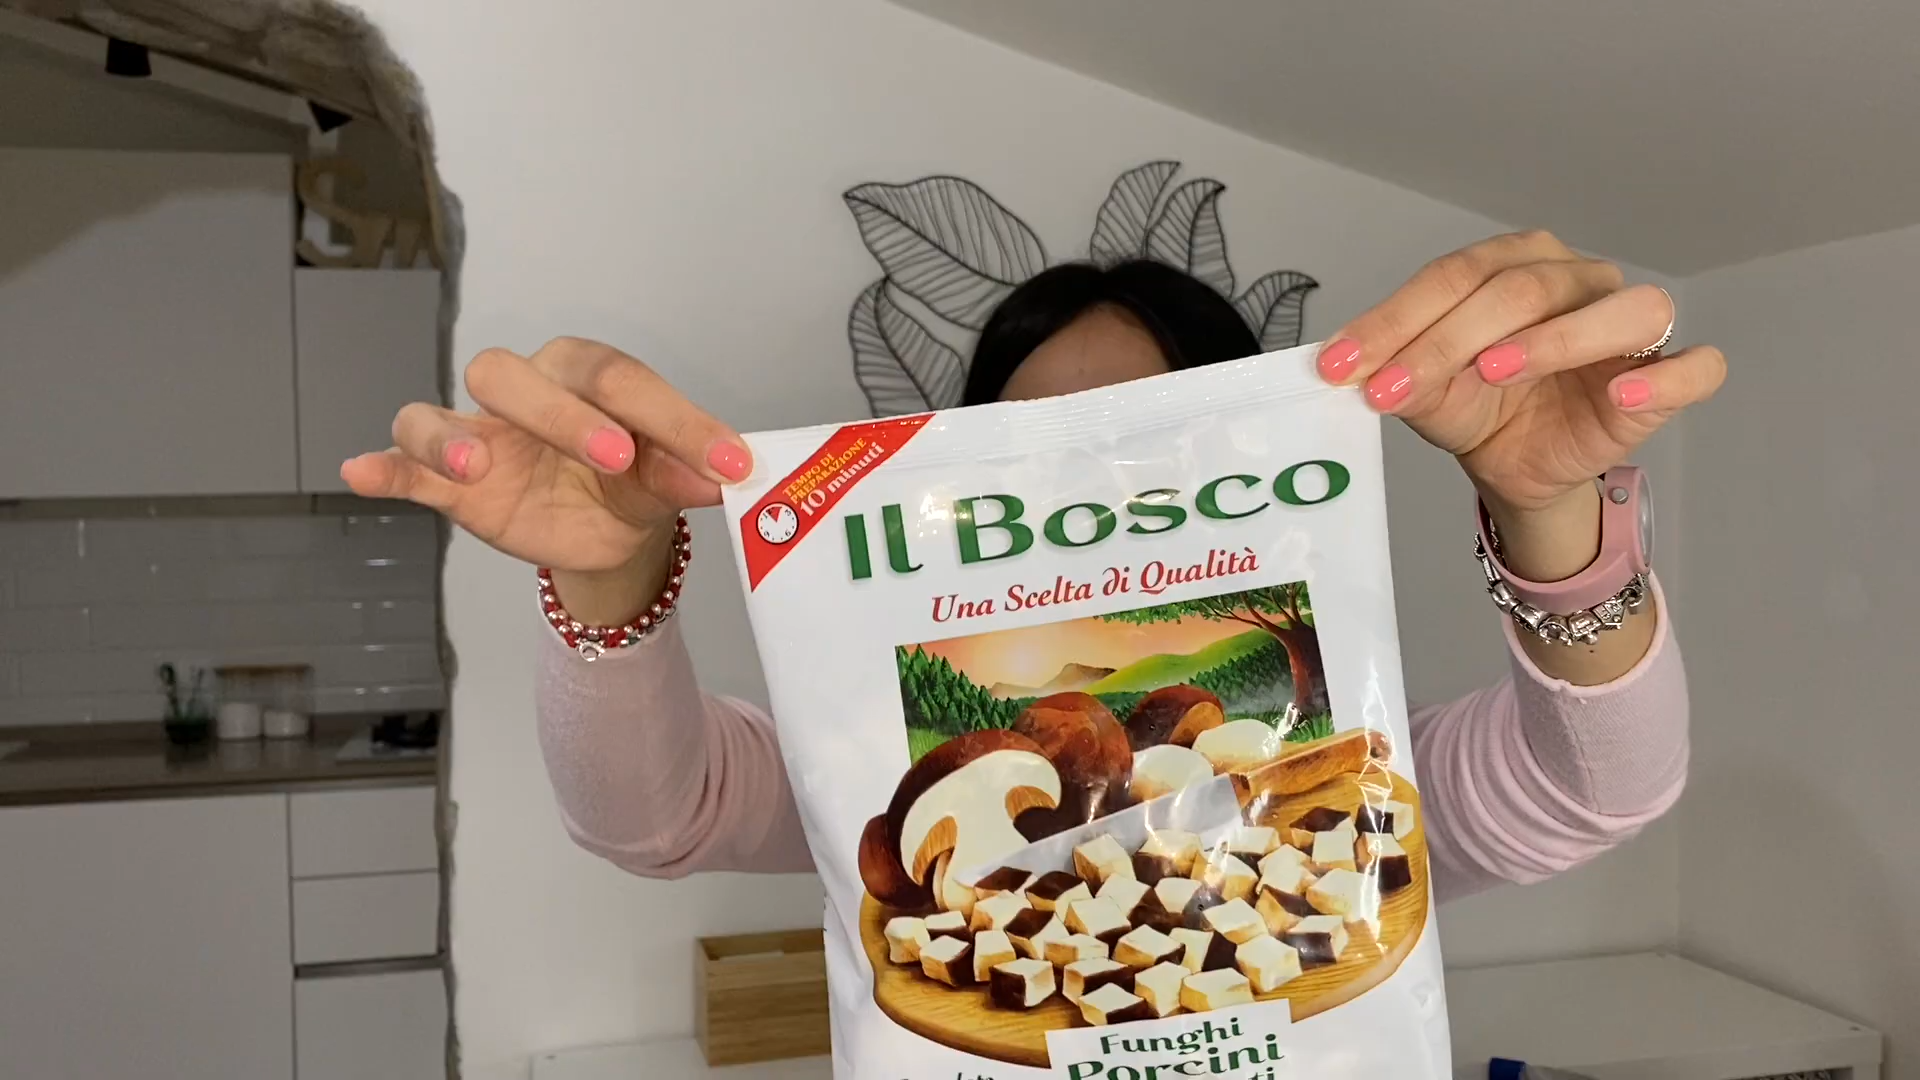 TEMPO DI
PREPARAZIONE
10 minuti
Il Bosco
Una Scelta di Qualità
Funghi
Porcini